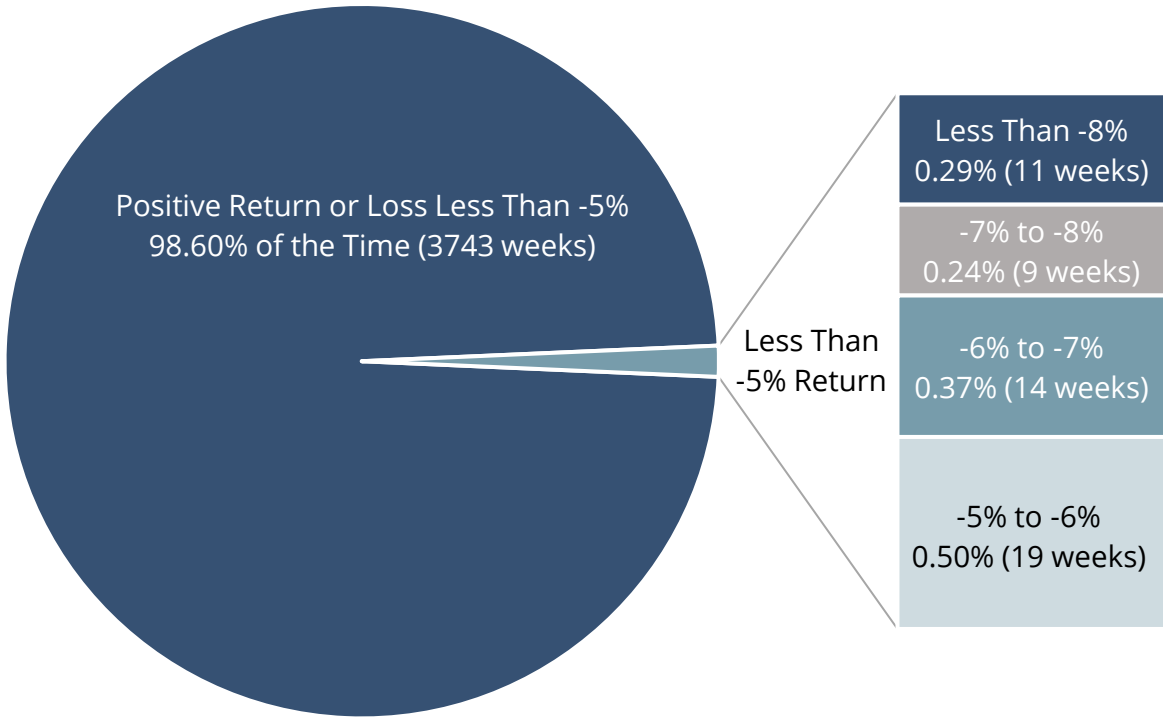 Positive Return or Loss Less Than -5%
98.60% of the Time (3743 weeks)
Less Than
-5% Return
Less Than -8%
0.29% (11 weeks)
-7% to -8%
0.24% (9 weeks)
-6% to -7%
0.37% (14 weeks)
-5% to -6%
0.50% (19 weeks)